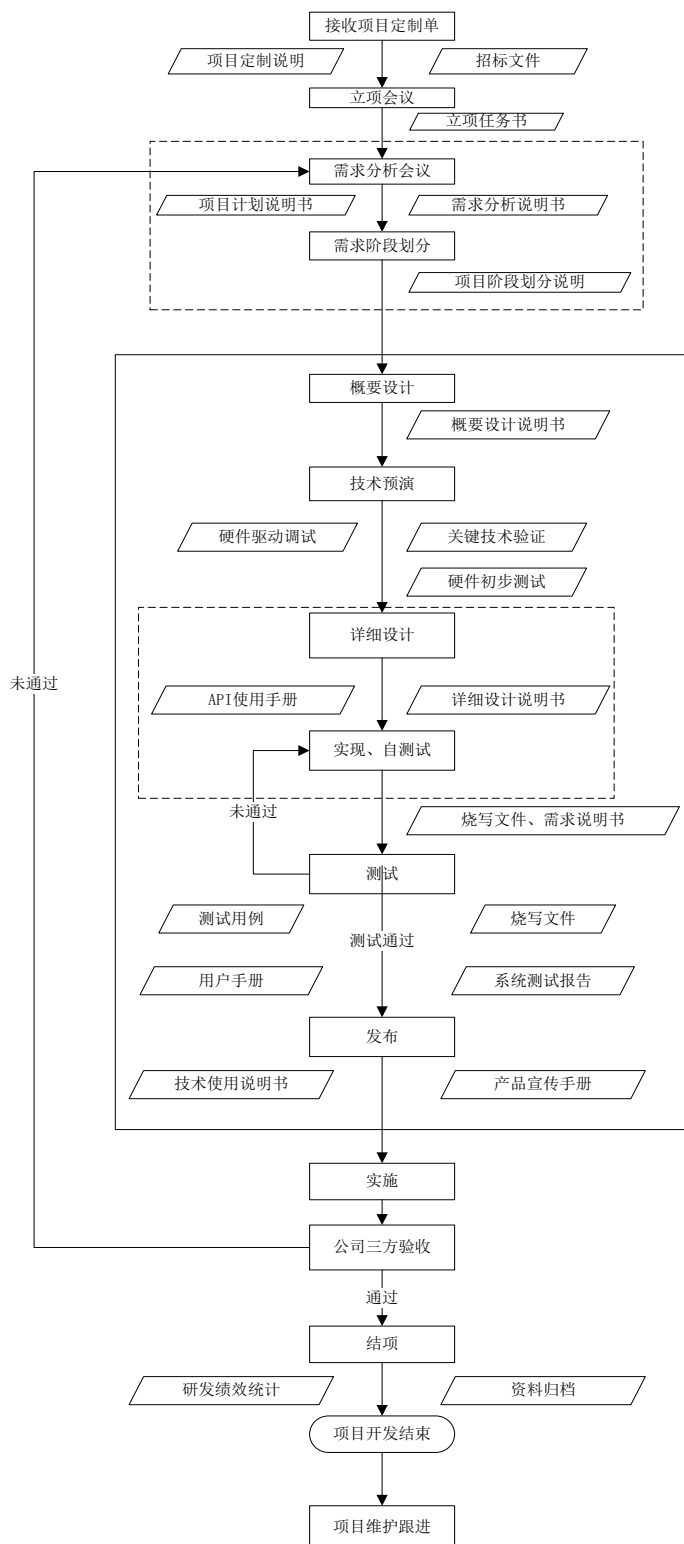 接收项目定制单
项目定制说明
招标文件
立项会议
立项任务书
需求分析会议
项目计划说明书
需求分析说明书
需求阶段划分
项目阶段划分说明
概要设计
概要设计说明书
技术预演
硬件驱动调试
关键技术验证
硬件初步测试
详细设计
未通过
API使用手册
详细设计说明书
实现、自测试
未通过
烧写文件、需求说明书
测试
测试用例
烧写文件
测试通过
用户手册
系统测试报告
发布
技术使用说明书
产品宣传手册
实施
公司三方验收
通过
结项
研发绩效统计
资料归档
项目开发结束
项目维护跟进